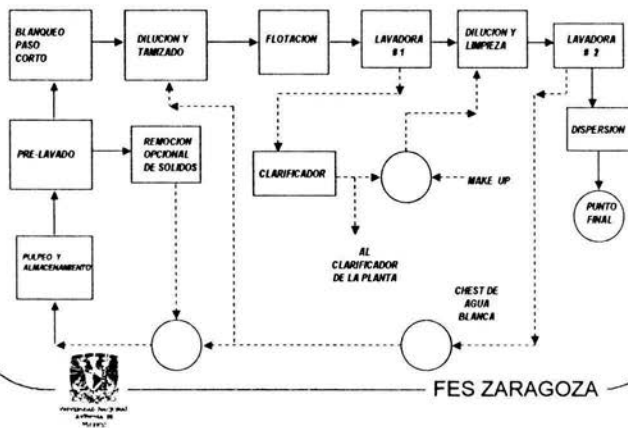 BLANQUEO
PASO
CORTO
DILUCION Y
TAMIZADO
FLOTACION
LAVADORA
# 1
DILUCION Y
LIMPIEZA
LAVADORA
# 2
PRE-LAVADO
REMOCION
OPCIONAL
DE SOLIDOS
CLARIFICADOR
MAKE UP
DISPERSION
PUNTO
FINAL
PULPEO Y
ALMACENAMIENTO
AL
CLARIFICADOR
DE LA PLANTA
CHEST DE
AGUA
BLANCA
FES ZARAGOZA